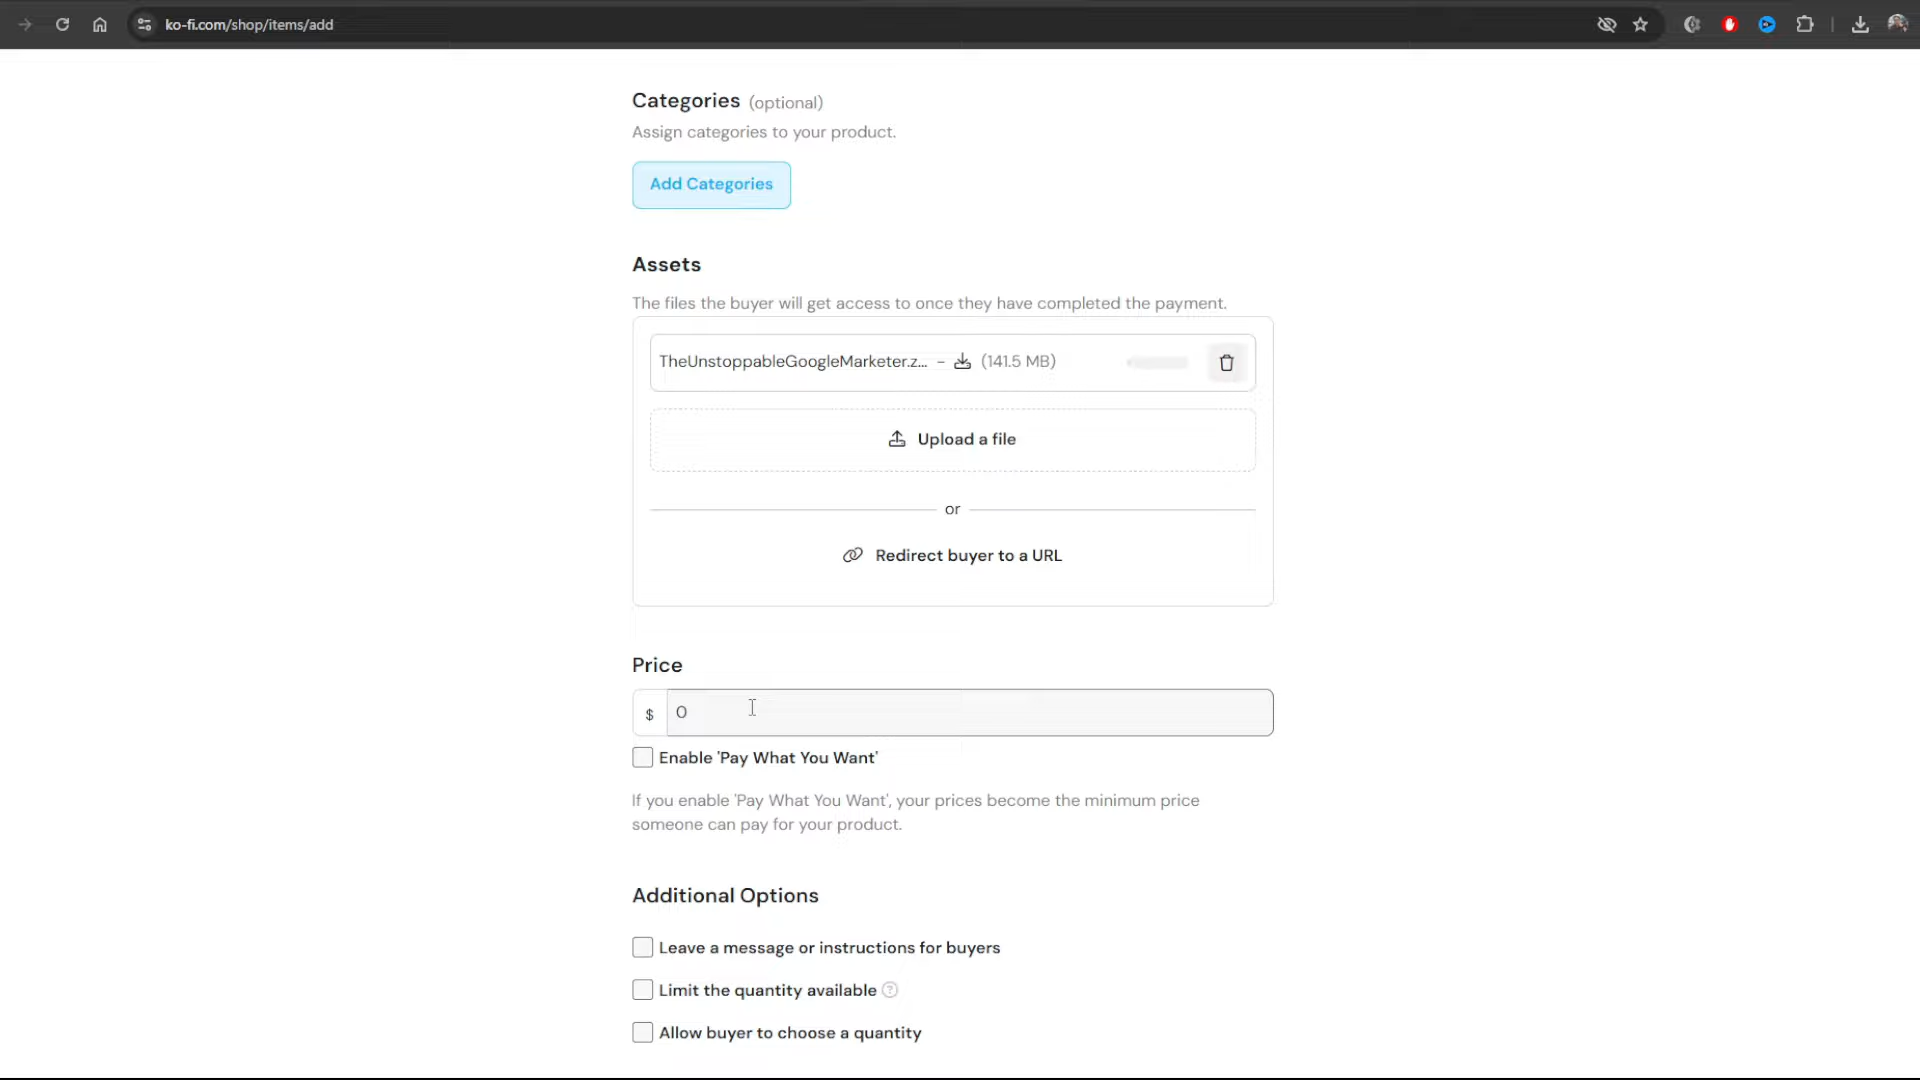 ko-fi.com/shop/items/add
Categories (optional)
Assign categories to your product.
Add Categories
Assets
The files the buyer will get access to once they have completed the payment.
TheUnstoppableGoogleMarketer.z... - (141.5 MB)
Upload a file
or
Redirect buyer to a URL
Price
$ 0
Enable 'Pay What You Want'
If you enable 'Pay What You Want', your prices become the minimum price
someone can pay for your product.
Additional Options
Leave a message or instructions for buyers
Limit the quantity available ?
Allow buyer to choose a quantity